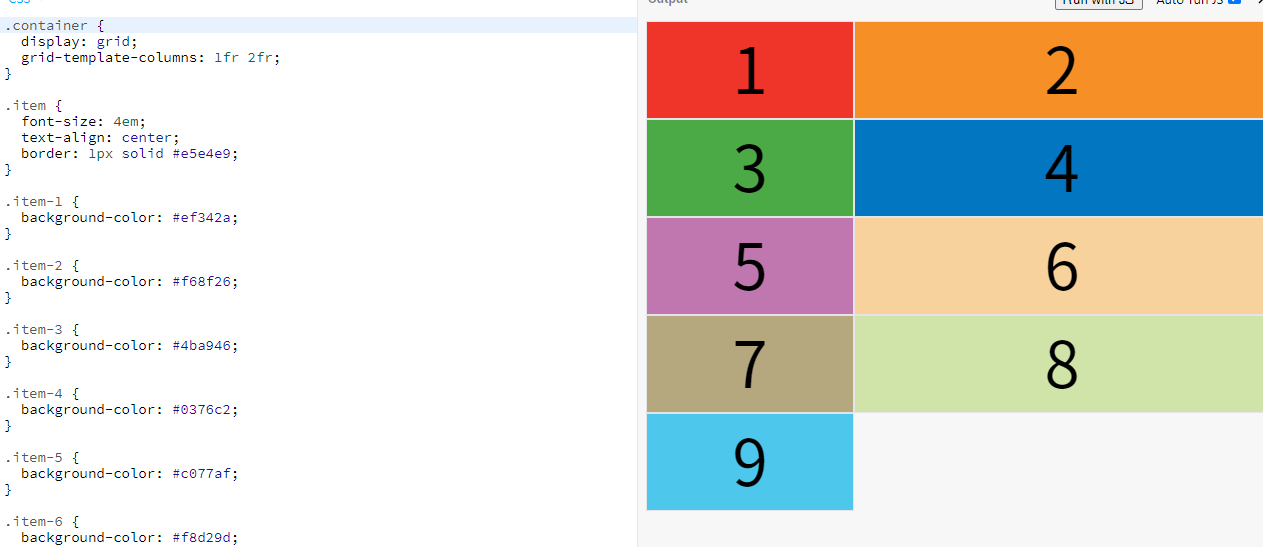 CSS
.container {
display: grid;
grid-template-columns: 1fr 2fr;
}
.item {
font-size: 4em;
text-align: center;
border: 1px solid #e5e4e9;
}
.item-1 {
background-color: #ef342a;
}
.item-2 {
background-color: #f68f26;
}
.item-3 {
background-color: #4ba946;
}
.item-4 {
background-color: #0376c2;
}
.item-5 {
background-color: #c077af;
}
.item-6 {
background-color: #f8d29d;
Output
Run with JS
Auto-run JS
1
2
3
4
5
6
7
8
9